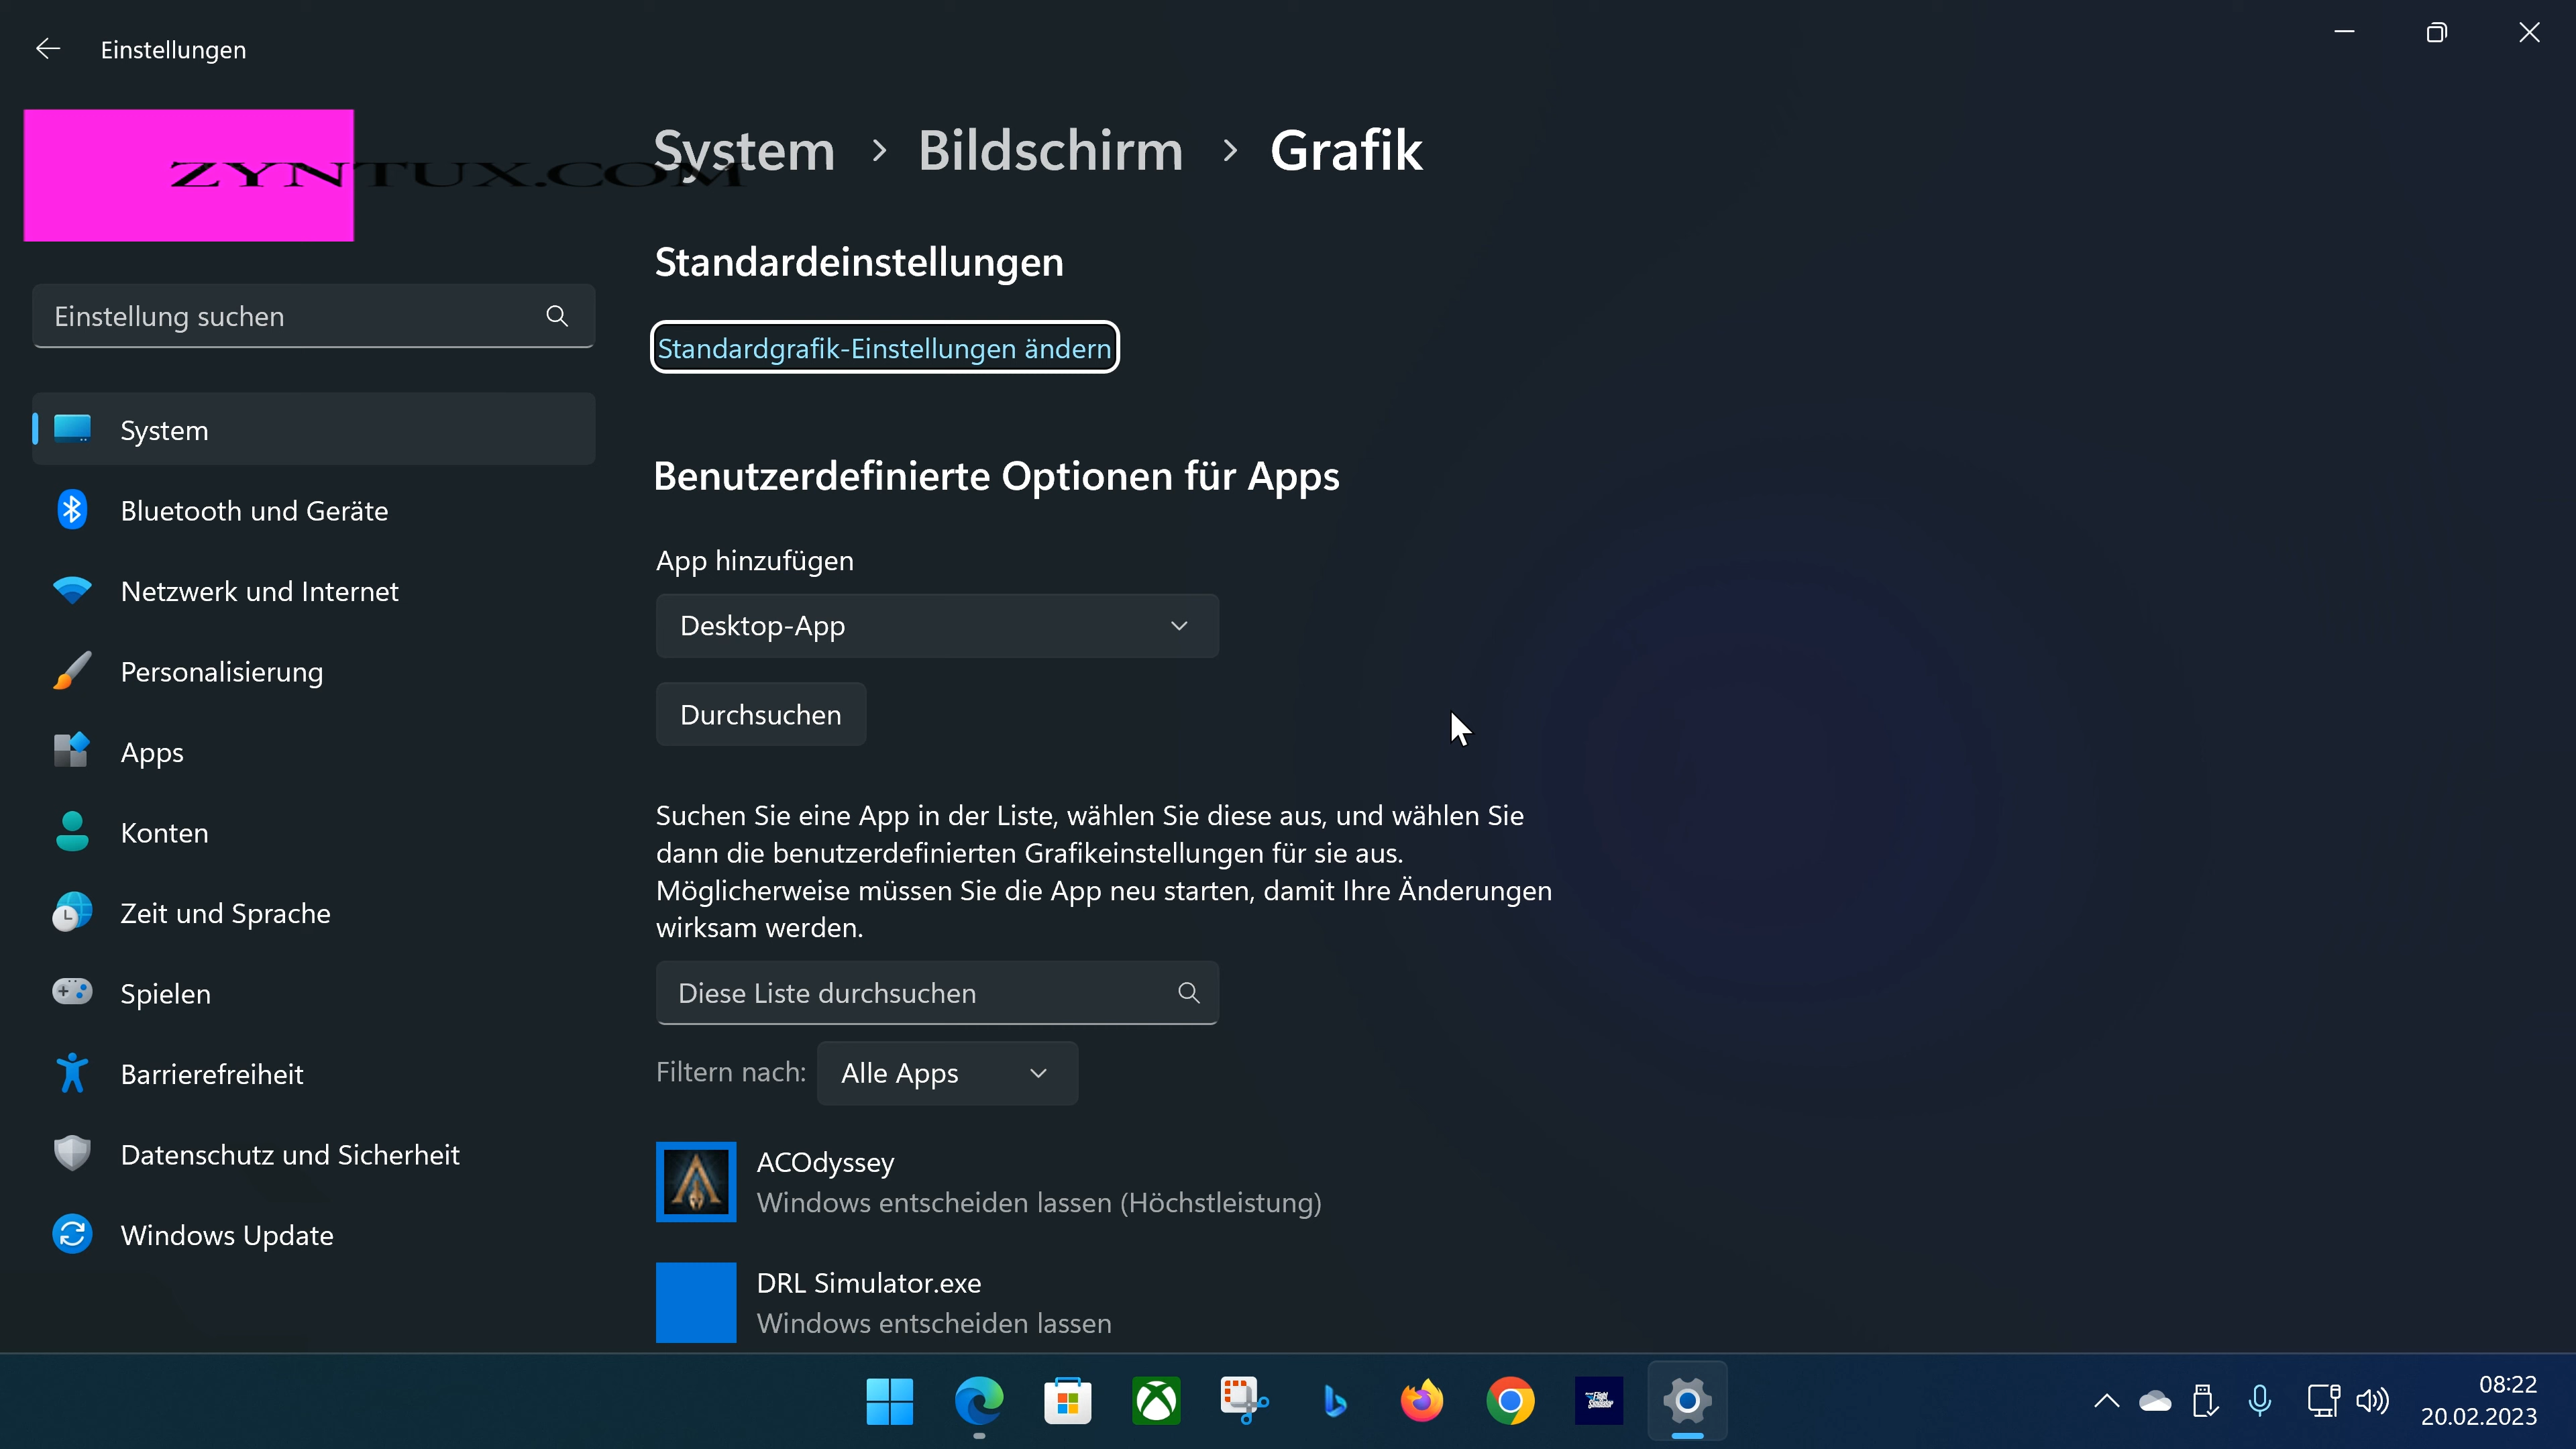 Einstellungen
ZYNTUX.COM
System > Bildschirm > Grafik
Einstellung suchen
System
Bluetooth und Geräte
Netzwerk und Internet
Personalisierung
Apps
Konten
Zeit und Sprache
Spielen
Barrierefreiheit
Datenschutz und Sicherheit
Windows Update
Standardeinstellungen
Standardgrafik-Einstellungen ändern
Benutzerdefinierte Optionen für Apps
App hinzufügen
Desktop-App
Durchsuchen
Suchen Sie eine App in der Liste, wählen Sie diese aus, und wählen Sie
dann die benutzerdefinierten Grafikeinstellungen für sie aus.
Möglicherweise müssen Sie die App neu starten, damit Ihre Änderungen
wirksam werden.
Diese Liste durchsuchen
Filtern nach: Alle Apps
ACOdyssey
Windows entscheiden lassen (Höchstleistung)
DRL Simulator.exe
Windows entscheiden lassen
Flight
Simulator
08:22
20.02.2023